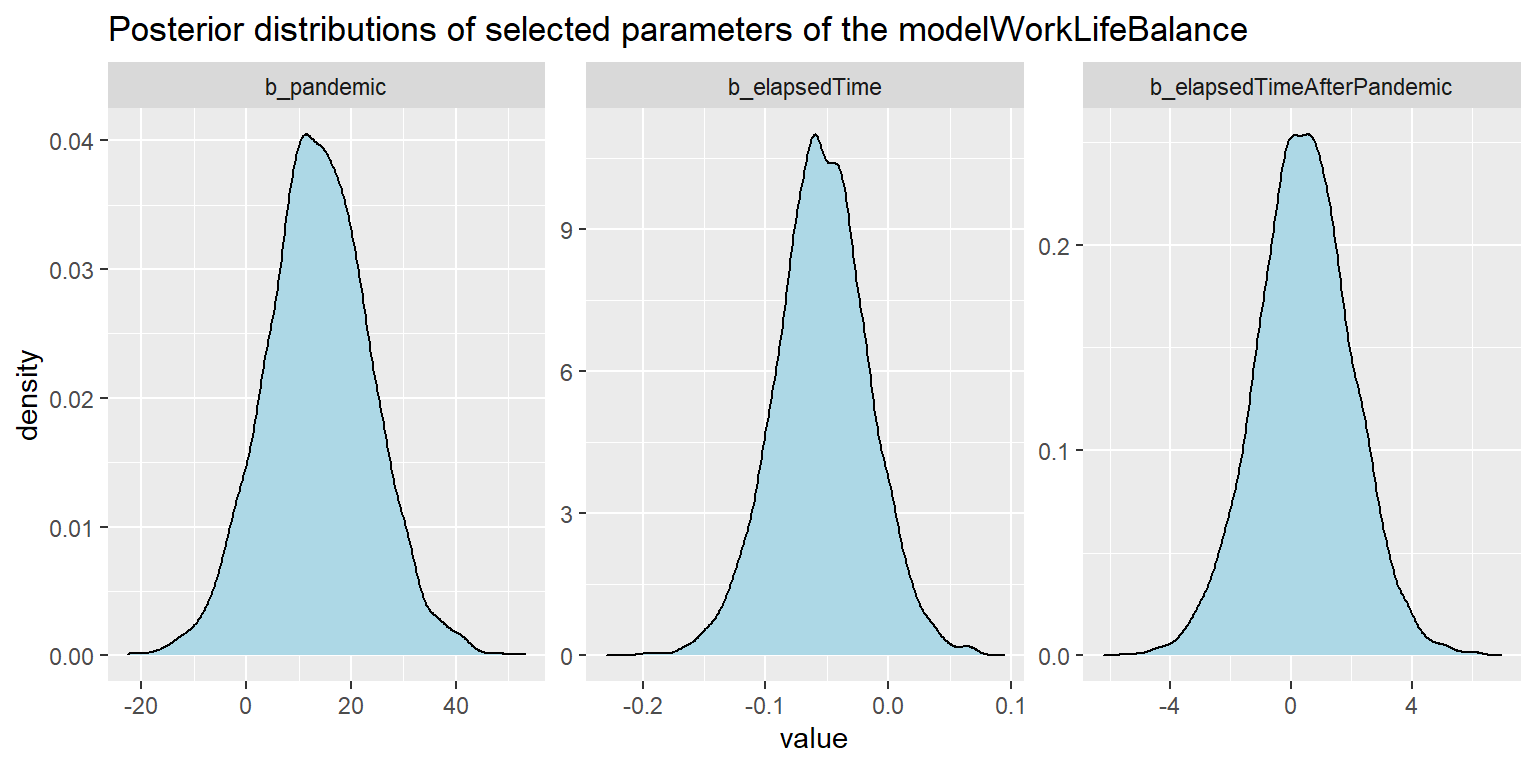 Posterior distributions of selected parameters of the modelWorkLifeBalance
b_pandemic
b_elapsedTime
b_elapsedTimeAfterPandemic
density
0.04
0.03
0.02
0.01
0.00
-20 0 20 40
9
6
3
0
-0.2 -0.1 0.0 0.1
0.2
0.1
0.0
-4 0 4
value